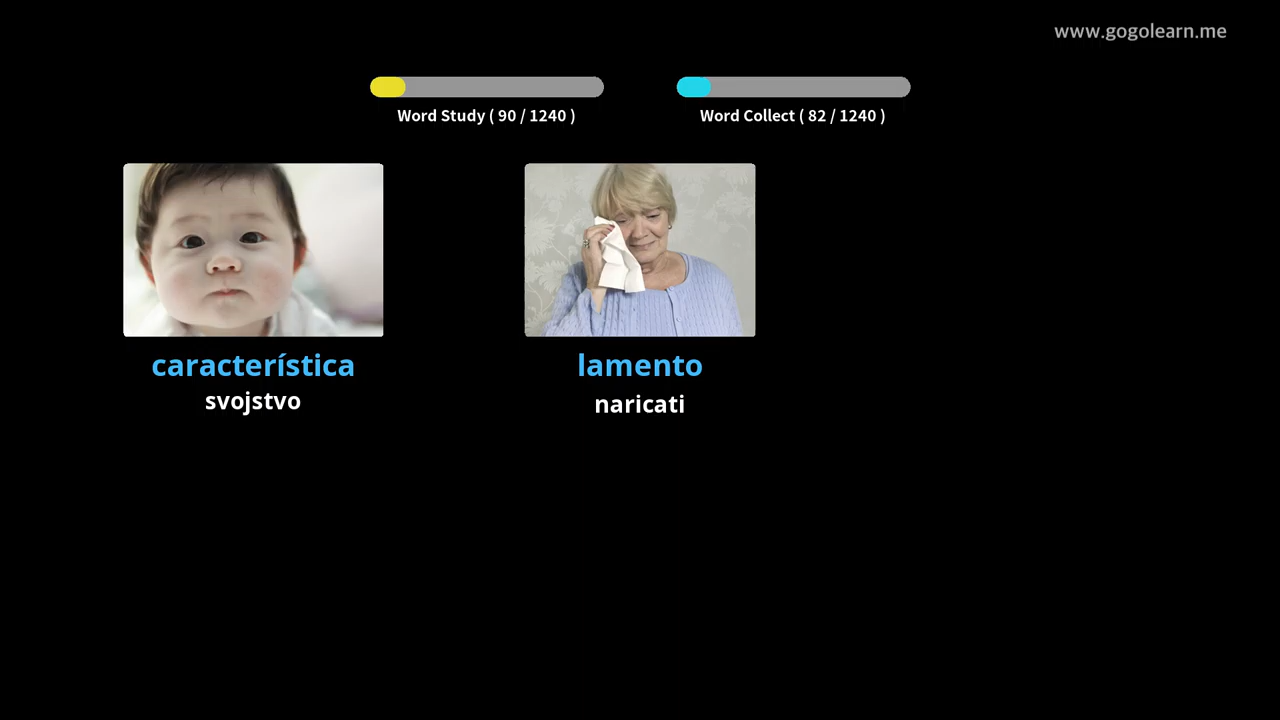 www.gogolearn.me
Word Study ( 90 / 1240 )
Word Collect ( 82 / 1240 )
característica
svojstvo
lamento
naricati